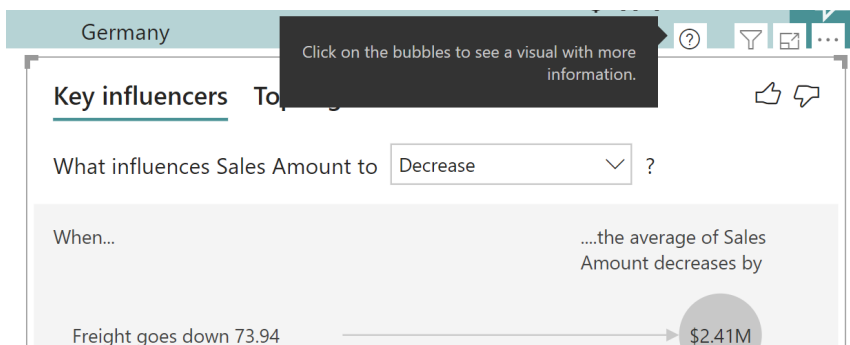 Germany
Click on the bubbles to see a visual with more
information.
?
...
Key influencers
What influences Sales Amount to Decrease ?
When...
....the average of Sales
Amount decreases by
Freight goes down 73.94 $2.41M